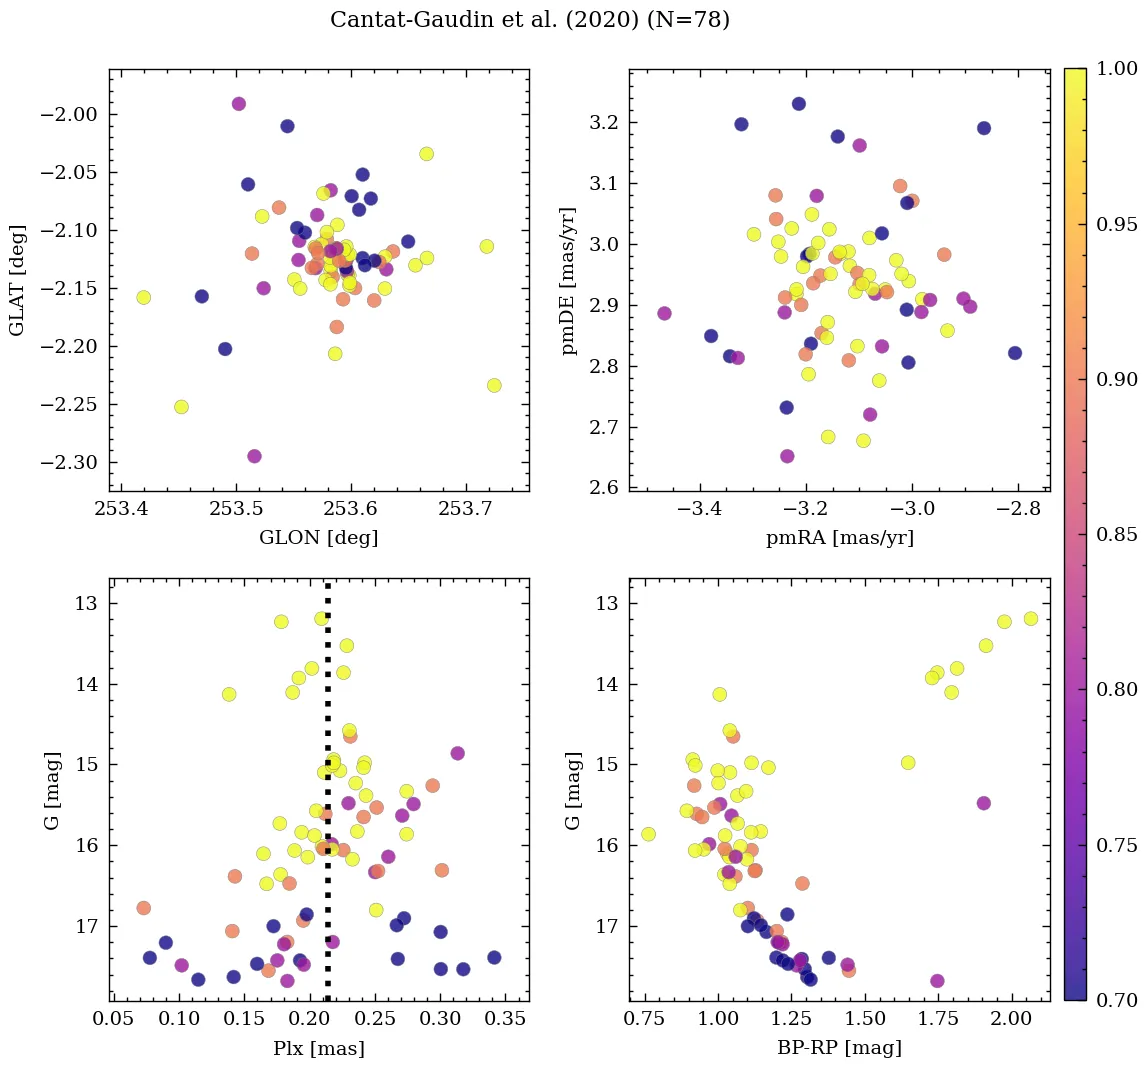 Cantat-Gaudin et al. (2020) (N=78)
GLAT [deg]
−2.00
−2.05
−2.10
−2.15
−2.20
−2.25
−2.30
253.4 253.5 253.6 253.7
GLON [deg]
pmDE [mas/yr]
3.2
3.1
3.0
2.9
2.8
2.7
2.6
−3.4 −3.2 −3.0 −2.8
pmRA [mas/yr]
G [mag]
13
14
15
16
17
0.05 0.10 0.15 0.20 0.25 0.30 0.35
Plx [mas]
G [mag]
13
14
15
16
17
0.75 1.00 1.25 1.50 1.75 2.00
BP-RP [mag]
1.00
0.95
0.90
0.85
0.80
0.75
0.70